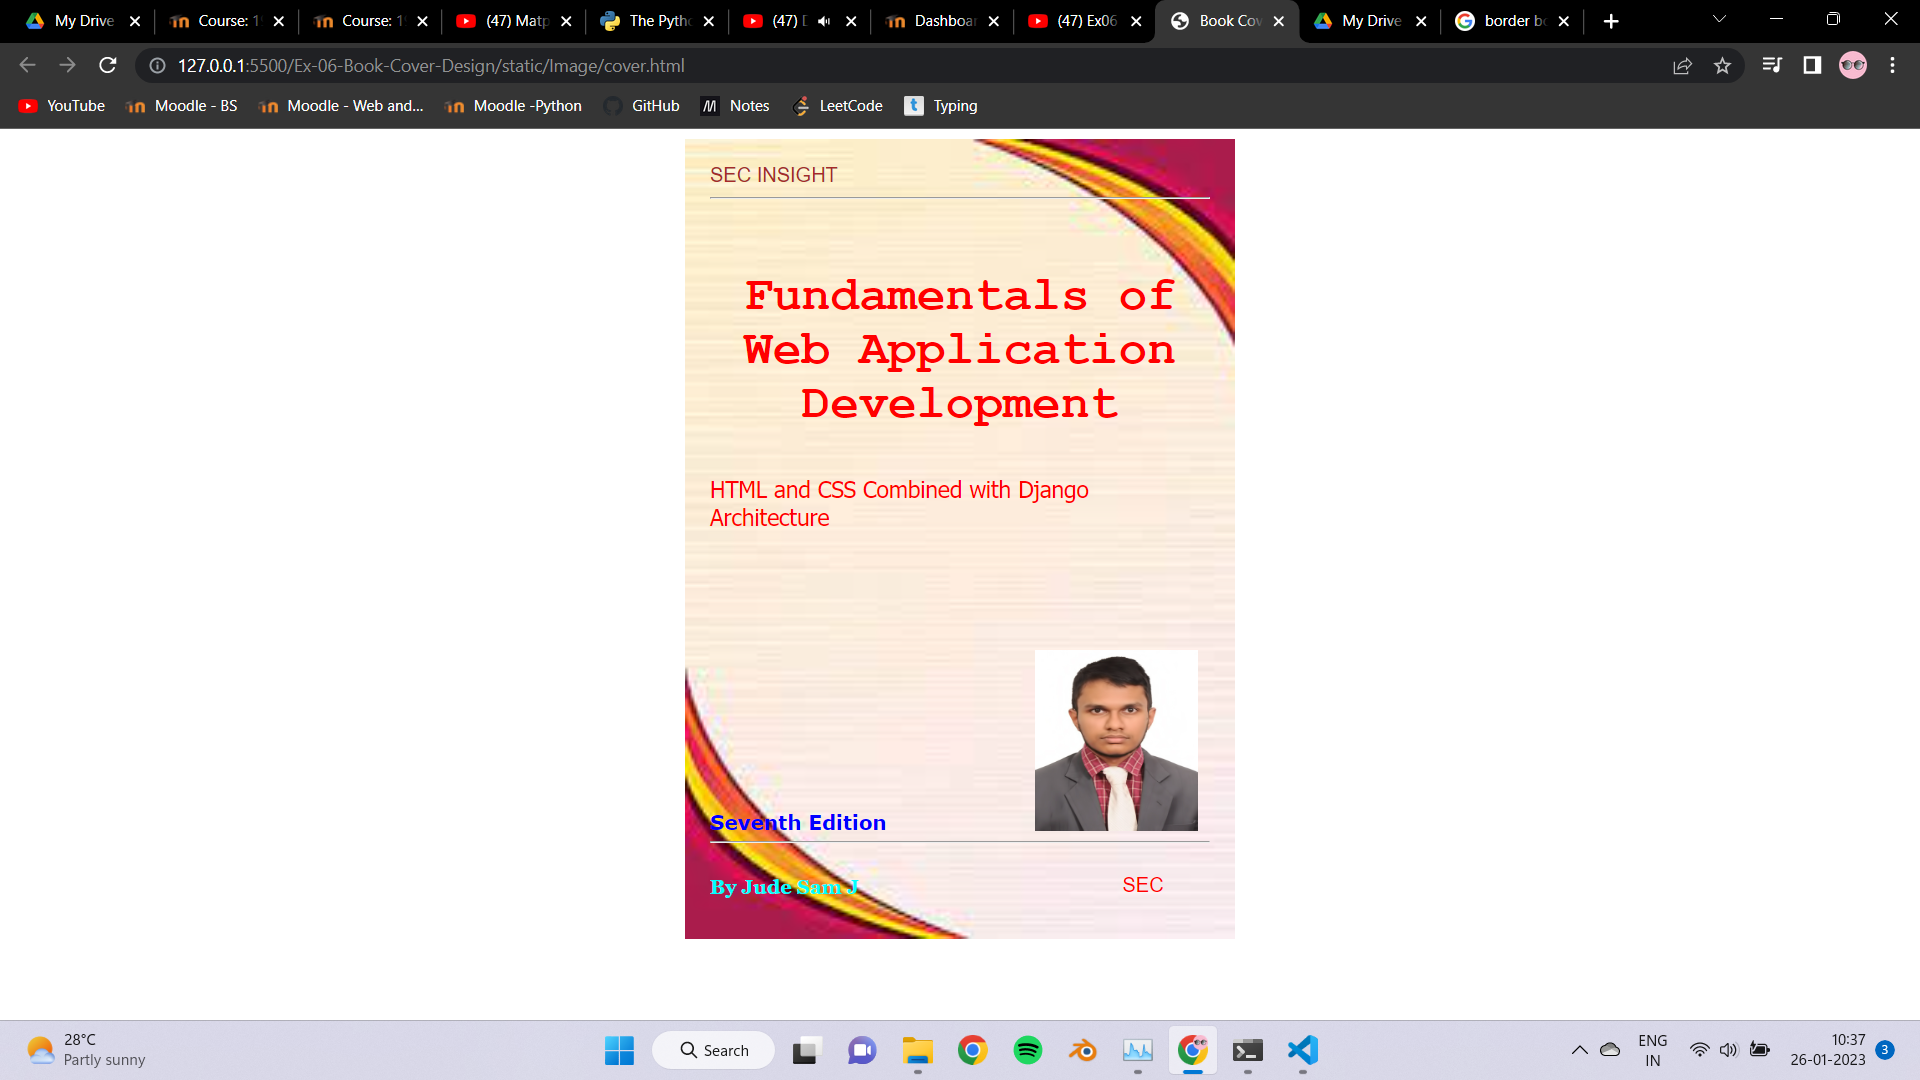 My Drive
Course: 1
Course: 1
(47) Matp
The Pytho
(47) D
Dashboar
(47) Ex06
Book Cov
My Drive
border bo
127.0.0.1:5500/Ex-06-Book-Cover-Design/static/Image/cover.html
YouTube
Moodle - BS
Moodle - Web and...
Moodle -Python
GitHub
Notes
LeetCode
Typing
SEC INSIGHT
Fundamentals of
Web Application
Development
HTML and CSS Combined with Django
Architecture
Seventh Edition
By Jude Sam J
SEC
28°C
Partly sunny
Search
ENG
IN
10:37
26-01-2023
3